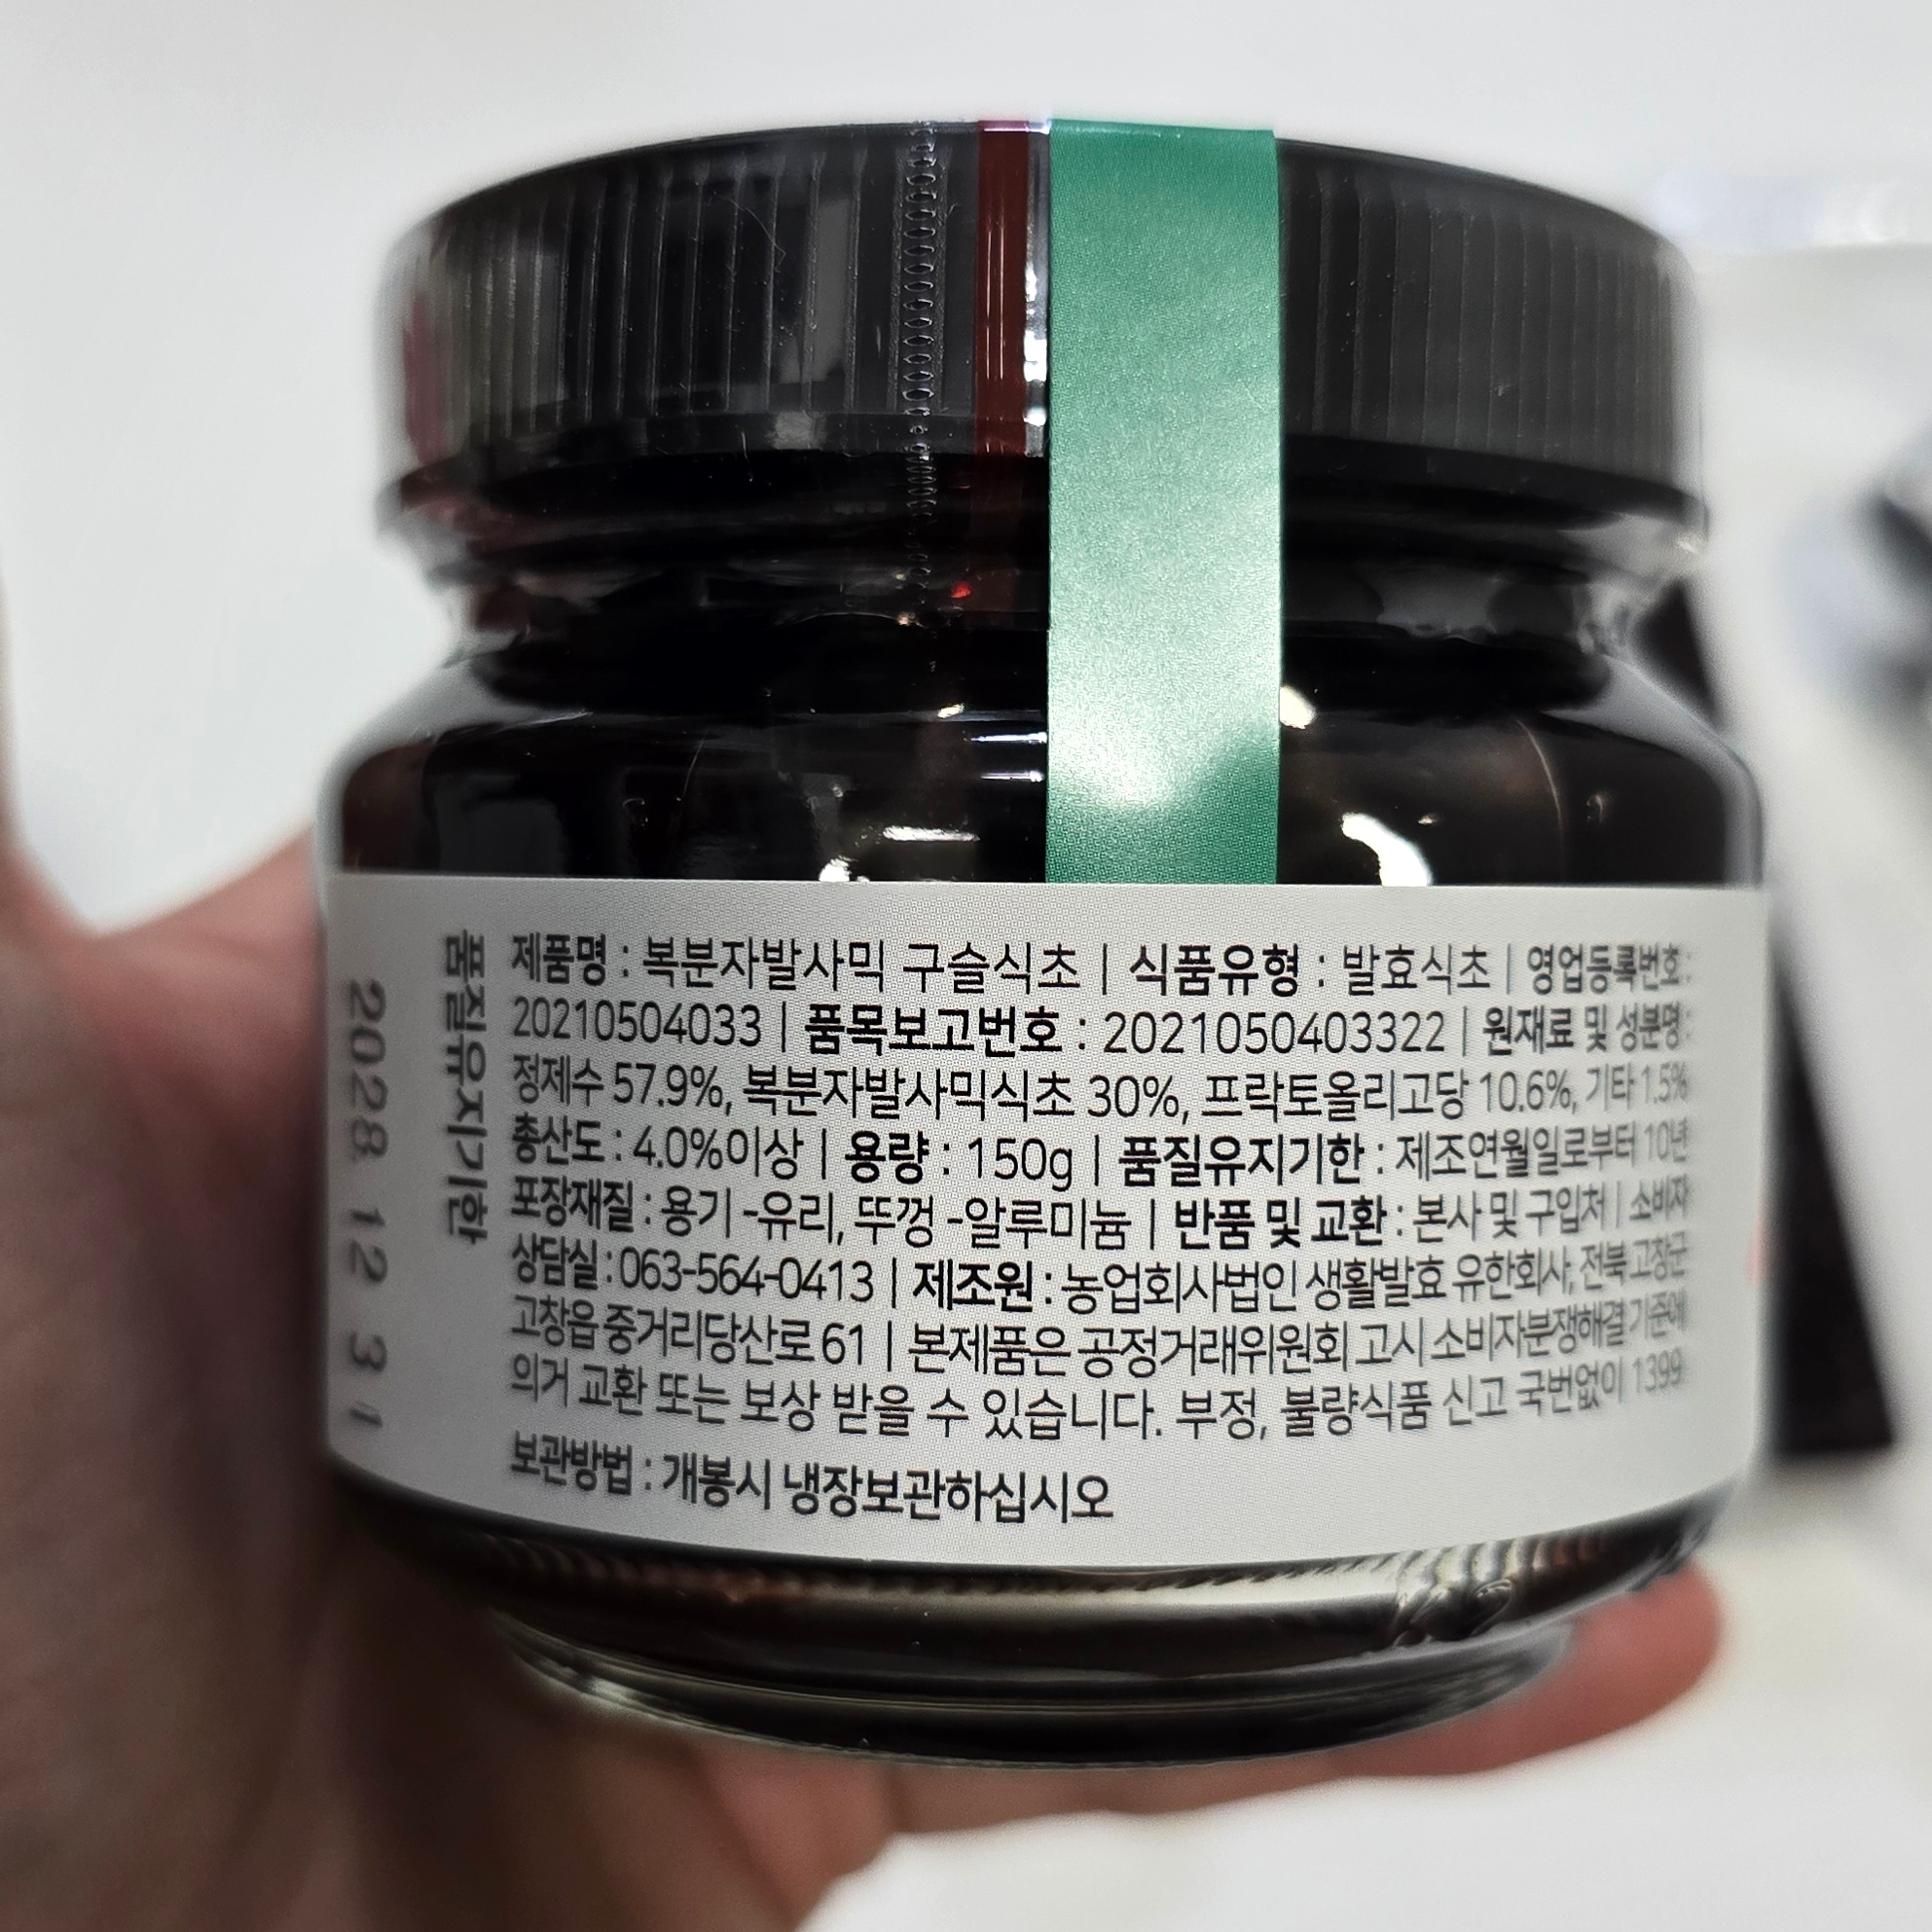 품질유지기한
2028. 12 31
제품명 : 복분자발사믹 구슬식초 | 식품유형 : 발효식초 | 영업등록번호 :
20210504033 | 품목보고번호 : 2021050403322 | 원재료 및 성분명 :
정제수 57.9%, 복분자발사믹식초 30%, 프락토올리고당 10.6%, 기타 1.5%
총산도 : 4.0%이상 | 용량 : 150g | 품질유지기한 : 제조연월일로부터 10년
포장재질 : 용기 -유리, 뚜껑 -알루미늄 | 반품 및 교환 : 본사 및 구입처 | 소비자
상담실 : 063-564-0413 | 제조원 : 농업회사법인 생활발효 유한회사, 전북 고창군
고창읍 중거리당산로 61 | 본제품은 공정거래위원회 고시 소비자분쟁해결 기준에
의거 교환 또는 보상 받을 수 있습니다. 부정, 불량식품 신고 국번없이 1399
보관방법 : 개봉시 냉장보관하십시오